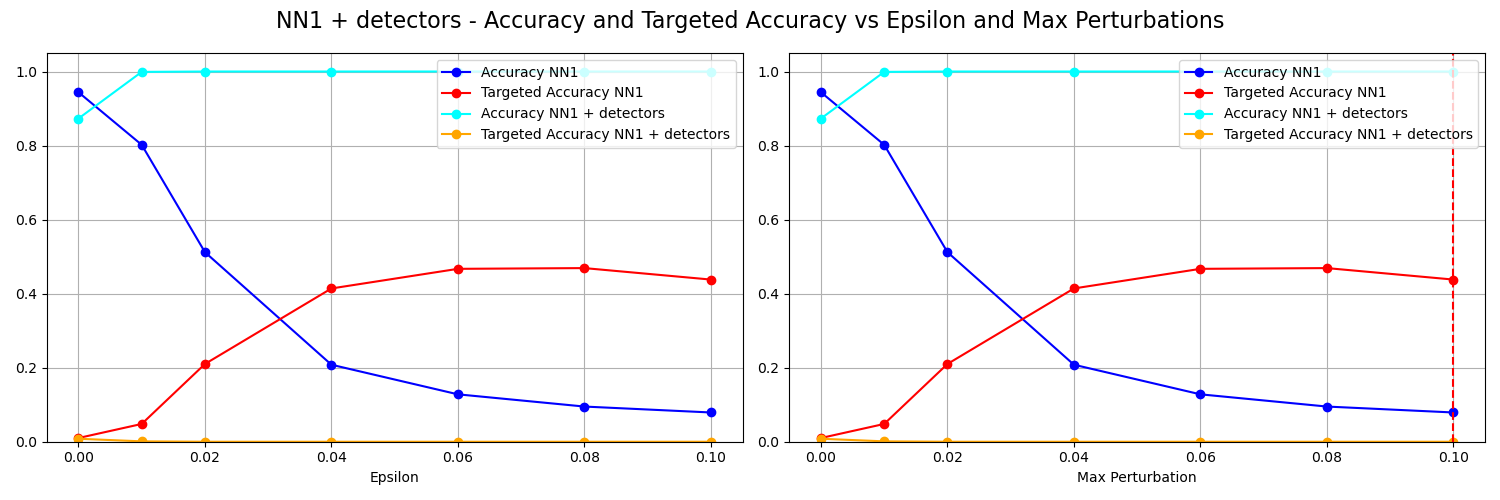 NN1 + detectors - Accuracy and Targeted Accuracy vs Epsilon and Max Perturbations
1.0
0.8
0.6
0.4
0.2
0.0
0.00 0.02 0.04 0.06 0.08 0.10
Epsilon
Accuracy NN1
Targeted Accuracy NN1
Accuracy NN1 + detectors
Targeted Accuracy NN1 + detectors
1.0
0.8
0.6
0.4
0.2
0.0
0.00 0.02 0.04 0.06 0.08 0.10
Max Perturbation
Accuracy NN1
Targeted Accuracy NN1
Accuracy NN1 + detectors
Targeted Accuracy NN1 + detectors